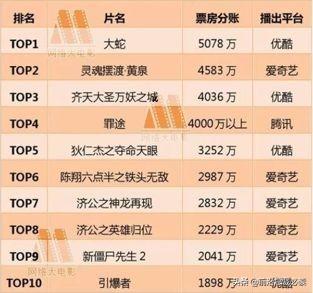 排名 片名 票房分账 播出平台
TOP1 大蛇 5078 万 优酷
TOP2 灵魂摆渡·黄泉 4583 万 爱奇艺
TOP3 齐天大圣万妖之城 4036 万 优酷
TOP4 罪途 4000 万以上 腾讯
TOP5 狄仁杰之夺命天眼 3252 万 优酷
TOP6 陈翔六点半之铁头无敌 2987 万 爱奇艺
TOP7 济公之神龙再现 2832 万 爱奇艺
TOP8 济公之英雄归位 2229 万 爱奇艺
TOP9 新僵尸先生 2 2041 万 爱奇艺
TOP10 引爆者 1898 万 优酷
网络大电影
网络大电影
网络大电影